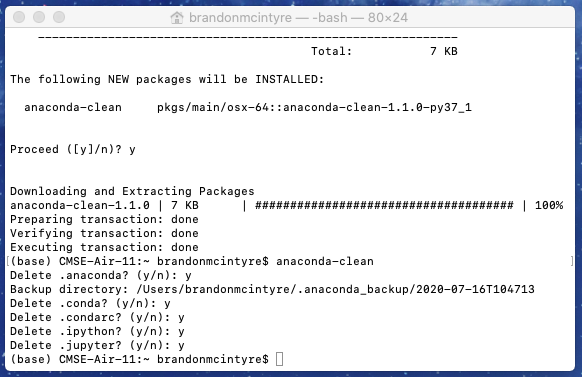 brandonmcintyre — -bash — 80×24
------------------------------------------------------------
Total: 7 KB
The following NEW packages will be INSTALLED:
anaconda-clean pkgs/main/osx-64::anaconda-clean-1.1.0-py37_1
Proceed ([y]/n)? y
Downloading and Extracting Packages
anaconda-clean-1.1.0 | 7 KB | ##################################### | 100%
Preparing transaction: done
Verifying transaction: done
Executing transaction: done
(base) CMSE-Air-11:~ brandonmcintyre$ anaconda-clean
Delete .anaconda? (y/n): y
Backup directory: /Users/brandonmcintyre/.anaconda_backup/2020-07-16T104713
Delete .conda? (y/n): y
Delete .condarc? (y/n): y
Delete .ipython? (y/n): y
Delete .jupyter? (y/n): y
(base) CMSE-Air-11:~ brandonmcintyre$